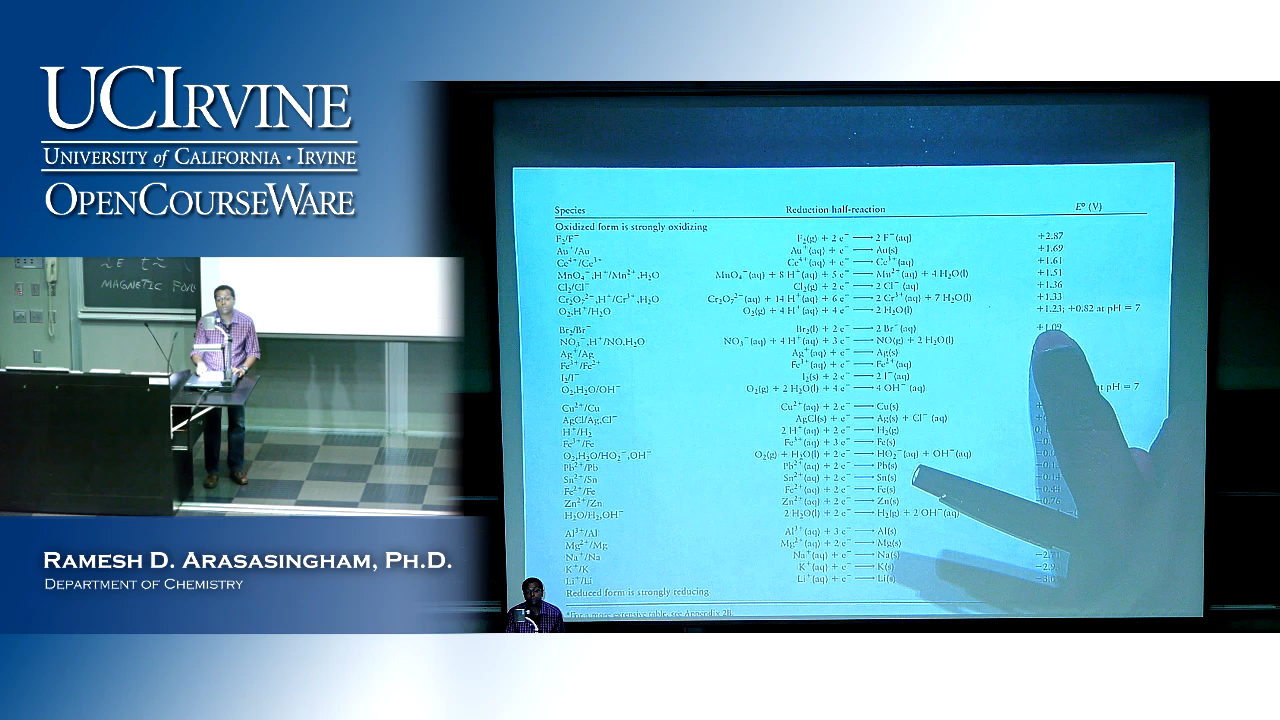 UCIRVINE
UNIVERSITY of CALIFORNIA · IRVINE
OPENCOURSEWARE
MAGNETIC
RAMESH D. ARASASINGHAM, PH.D.
DEPARTMENT OF CHEMISTRY
Species Reduction half-reaction E° (V)
Oxidized form is strongly oxidizing
F₂/F⁻ F₂(g) + 2 e⁻ ⟶ 2 F⁻(aq) +2.87
Au⁺/Au Au⁺(aq) + e⁻ ⟶ Au(s) +1.69
Ce⁴⁺/Ce³⁺ Ce⁴⁺(aq) + e⁻ ⟶ Ce³⁺(aq) +1.61
MnO₄⁻,H⁺/Mn²⁺,H₂O MnO₄⁻(aq) + 8 H⁺(aq) + 5 e⁻ ⟶ Mn²⁺(aq) + 4 H₂O(l) +1.51
Cl₂/Cl⁻ Cl₂(g) + 2 e⁻ ⟶ 2 Cl⁻(aq) +1.36
Cr₂O₇²⁻,H⁺/Cr³⁺,H₂O Cr₂O₇²⁻(aq) + 14 H⁺(aq) + 6 e⁻ ⟶ 2 Cr³⁺(aq) + 7 H₂O(l) +1.33
O₂,H⁺/H₂O O₂(g) + 4 H⁺(aq) + 4 e⁻ ⟶ 2 H₂O(l) +1.23; +0.82 at pH = 7
Br₂/Br⁻ Br₂(l) + 2 e⁻ ⟶ 2 Br⁻(aq) +1.09
NO₃⁻,H⁺/NO,H₂O NO₃⁻(aq) + 4 H⁺(aq) + 3 e⁻ ⟶ NO(g) + 2 H₂O(l)
Ag⁺/Ag Ag⁺(aq) + e⁻ ⟶ Ag(s)
Fe³⁺/Fe²⁺ Fe³⁺(aq) + e⁻ ⟶ Fe²⁺(aq)
I₂/I⁻ I₂(s) + 2 e⁻ ⟶ 2 I⁻(aq)
O₂,H₂O/OH⁻ O₂(g) + 2 H₂O(l) + 4 e⁻ ⟶ 4 OH⁻(aq) at pH = 7
Cu²⁺/Cu Cu²⁺(aq) + 2 e⁻ ⟶ Cu(s)
AgCl/Ag,Cl⁻ AgCl(s) + e⁻ ⟶ Ag(s) + Cl⁻(aq)
H⁺/H₂ 2 H⁺(aq) + 2 e⁻ ⟶ H₂(g)
Fe³⁺/Fe Fe³⁺(aq) + 3 e⁻ ⟶ Fe(s)
O₂,H₂O/HO₂⁻,OH⁻ O₂(g) + H₂O(l) + 2 e⁻ ⟶ HO₂⁻(aq) + OH⁻(aq)
Pb²⁺/Pb Pb²⁺(aq) + 2 e⁻ ⟶ Pb(s)
Sn²⁺/Sn Sn²⁺(aq) + 2 e⁻ ⟶ Sn(s)
Fe²⁺/Fe Fe²⁺(aq) + 2 e⁻ ⟶ Fe(s)
Zn²⁺/Zn Zn²⁺(aq) + 2 e⁻ ⟶ Zn(s) −0.76
H₂O/H₂,OH⁻ 2 H₂O(l) + 2 e⁻ ⟶ H₂(g) + 2 OH⁻(aq)
Al³⁺/Al Al³⁺(aq) + 3 e⁻ ⟶ Al(s)
Mg²⁺/Mg Mg²⁺(aq) + 2 e⁻ ⟶ Mg(s)
Na⁺/Na Na⁺(aq) + e⁻ ⟶ Na(s)
K⁺/K K⁺(aq) + e⁻ ⟶ K(s)
Li⁺/Li Li⁺(aq) + e⁻ ⟶ Li(s)
Reduced form is strongly reducing
*For a more extensive table, see Appendix 2B.